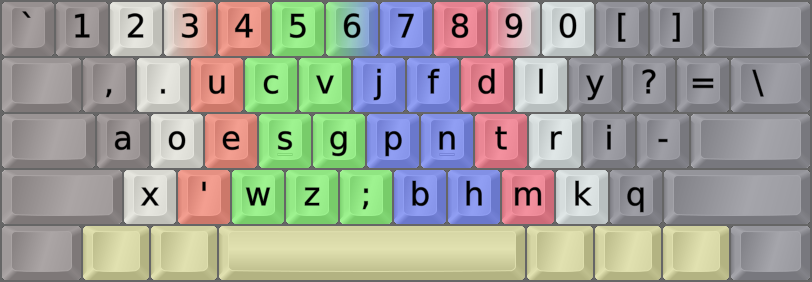 ` 1 2 3 4 5 6 7 8 9 0 [ ]
, . u c v j f d l y ? = \
a o e s g p n t r i -
x ' w z ; b h m k q